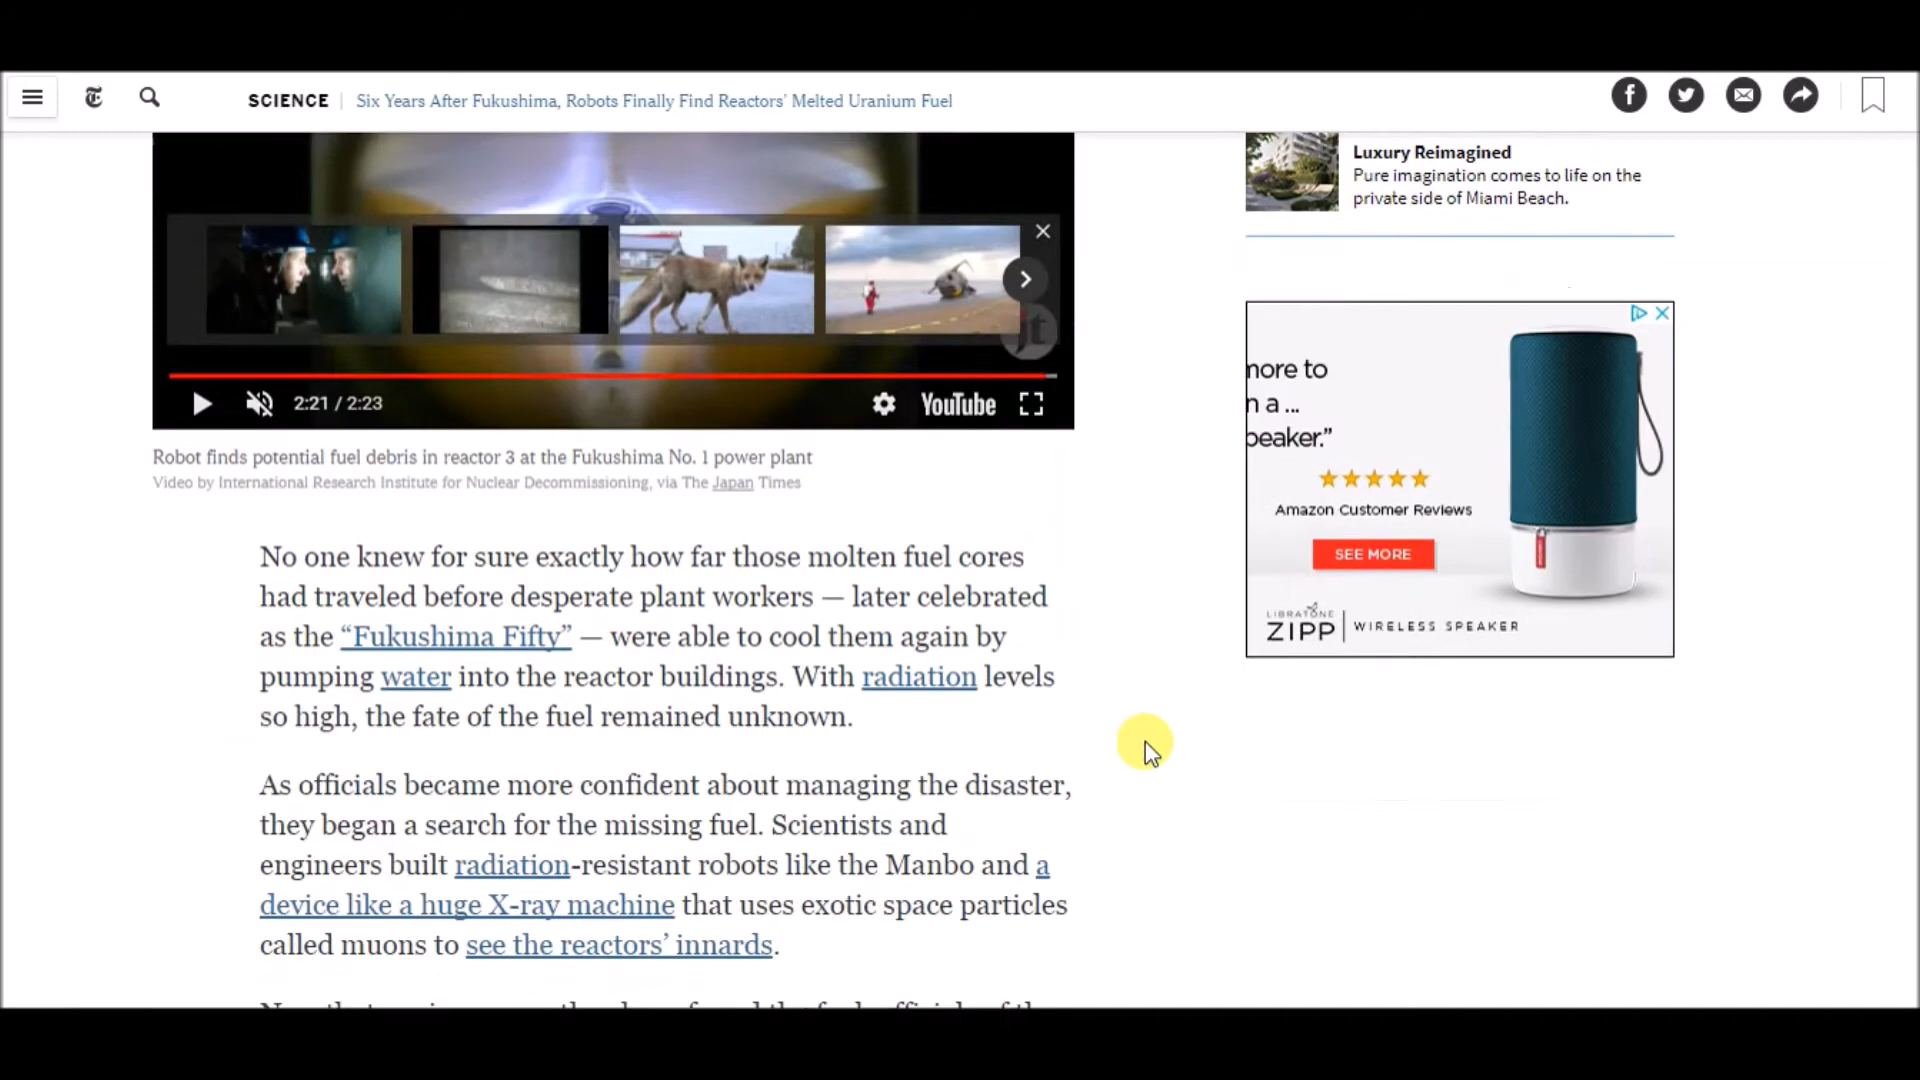 SCIENCE
Six Years After Fukushima, Robots Finally Find Reactors' Melted Uranium Fuel
Luxury Reimagined
Pure imagination comes to life on the
private side of Miami Beach.
jt
2:21 / 2:23
YouTube
Robot finds potential fuel debris in reactor 3 at the Fukushima No. 1 power plant
Video by International Research Institute for Nuclear Decommissioning, via The Japan Times
more to
n a ...
peaker.”
Amazon Customer Reviews
SEE MORE
LIBRATONE
ZIPP
WIRELESS SPEAKER
No one knew for sure exactly how far those molten fuel cores
had traveled before desperate plant workers — later celebrated
as the “Fukushima Fifty” — were able to cool them again by
pumping water into the reactor buildings. With radiation levels
so high, the fate of the fuel remained unknown.
As officials became more confident about managing the disaster,
they began a search for the missing fuel. Scientists and
engineers built radiation-resistant robots like the Manbo and a
device like a huge X-ray machine that uses exotic space particles
called muons to see the reactors’ innards.